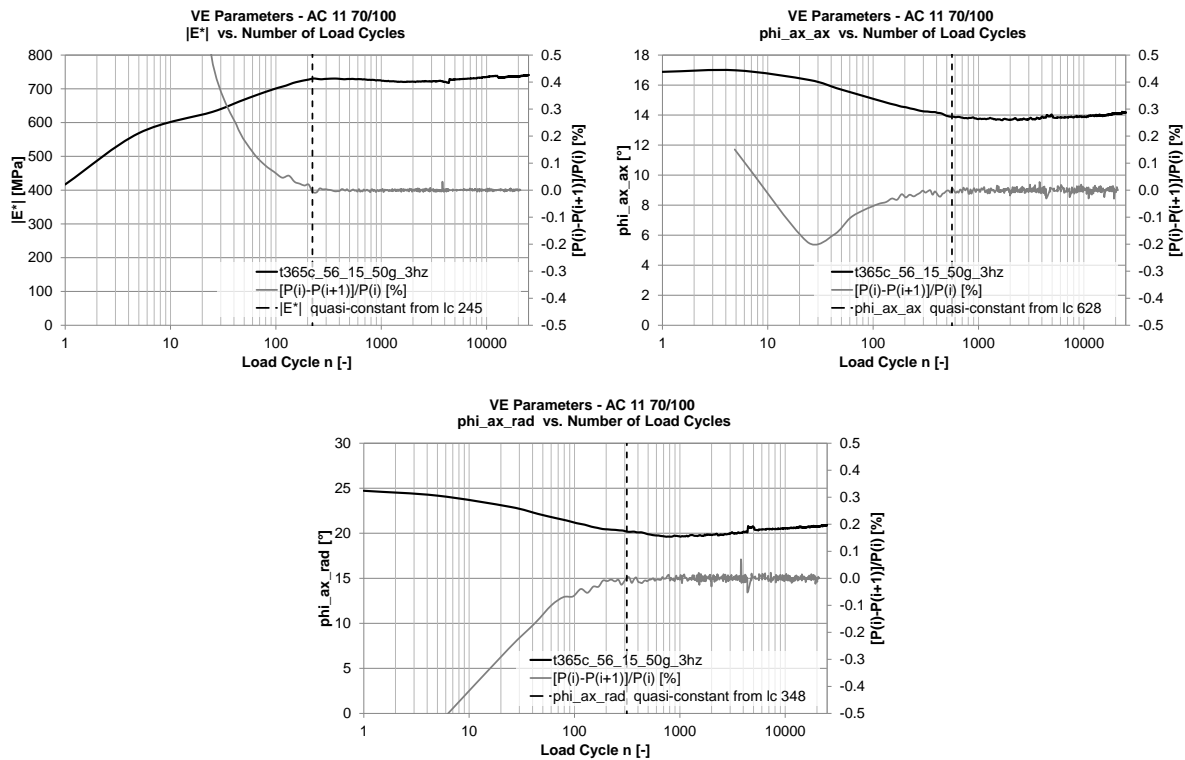 VE Parameters - AC 11 70/100
|E*| vs. Number of Load Cycles
800
700
600
500
400
300
200
100
0
|E*| [MPa]
0.5
0.4
0.3
0.2
0.1
0.0
-0.1
-0.2
-0.3
-0.4
-0.5
[P(i)-P(i+1)]/P(i) [%]
t365c_56_15_50g_3hz
[P(i)-P(i+1)]/P(i) [%]
|E*| quasi-constant from lc 245
1 10 100 1000 10000
Load Cycle n [-]
VE Parameters - AC 11 70/100
phi_ax_ax vs. Number of Load Cycles
18
16
14
12
10
8
6
4
2
0
phi_ax_ax [°]
0.5
0.4
0.3
0.2
0.1
0.0
-0.1
-0.2
-0.3
-0.4
-0.5
[P(i)-P(i+1)]/P(i) [%]
t365c_56_15_50g_3hz
[P(i)-P(i+1)]/P(i) [%]
phi_ax_ax quasi-constant from lc 628
1 10 100 1000 10000
Load Cycle n [-]
VE Parameters - AC 11 70/100
phi_ax_rad vs. Number of Load Cycles
30
25
20
15
10
5
0
phi_ax_rad [°]
0.5
0.4
0.3
0.2
0.1
0.0
-0.1
-0.2
-0.3
-0.4
-0.5
[P(i)-P(i+1)]/P(i) [%]
t365c_56_15_50g_3hz
[P(i)-P(i+1)]/P(i) [%]
phi_ax_rad quasi-constant from lc 348
1 10 100 1000 10000
Load Cycle n [-]